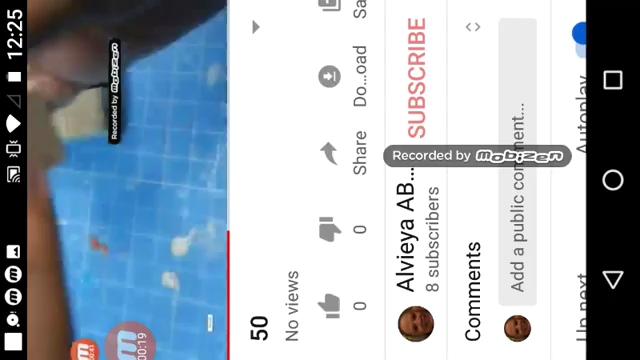 12:25
Recorded by mobizen
00:19
50
No views
0
0
Share
Do...oad
Alvieya AB...
8 subscribers
SUBSCRIBE
Recorded by mobizen
Comments
Add a public comment...
Up next
Autoplay